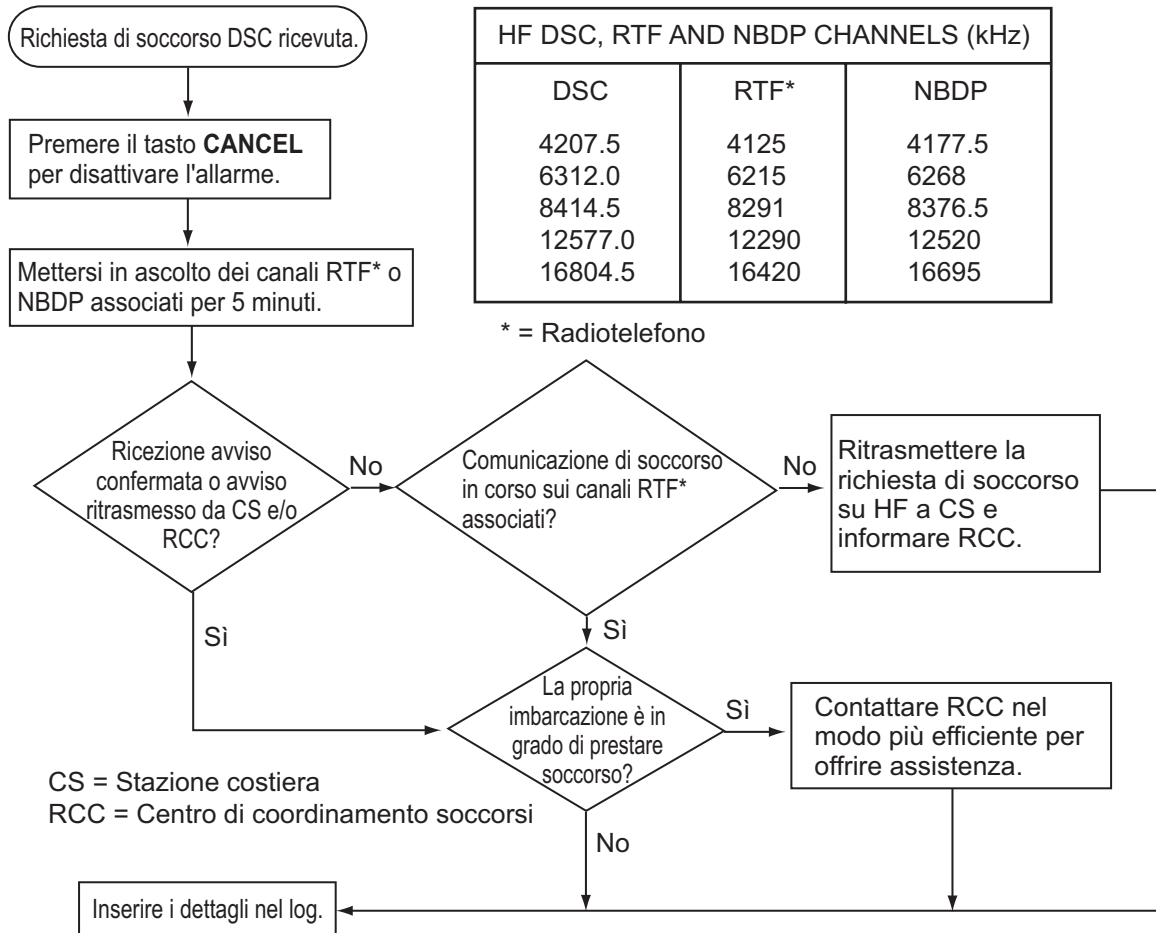 Richiesta di soccorso DSC ricevuta.
Premere il tasto CANCEL
per disattivare l'allarme.
Mettersi in ascolto dei canali RTF* o
NBDP associati per 5 minuti.
HF DSC, RTF AND NBDP CHANNELS (kHz)
DSC RTF* NBDP
4207.5 4125 4177.5
6312.0 6215 6268
8414.5 8291 8376.5
12577.0 12290 12520
16804.5 16420 16695
* = Radiotelefono
Ricezione avviso
confermata o avviso
ritrasmesso da CS e/o
RCC?
No
Comunicazione di soccorso
in corso sui canali RTF*
associati?
No
Ritrasmettere la
richiesta di soccorso
su HF a CS e
informare RCC.
Sì
Sì
La propria
imbarcazione è in
grado di prestare
soccorso?
Sì
Contattare RCC nel
modo più efficiente per
offrire assistenza.
CS = Stazione costiera
RCC = Centro di coordinamento soccorsi
No
Inserire i dettagli nel log.